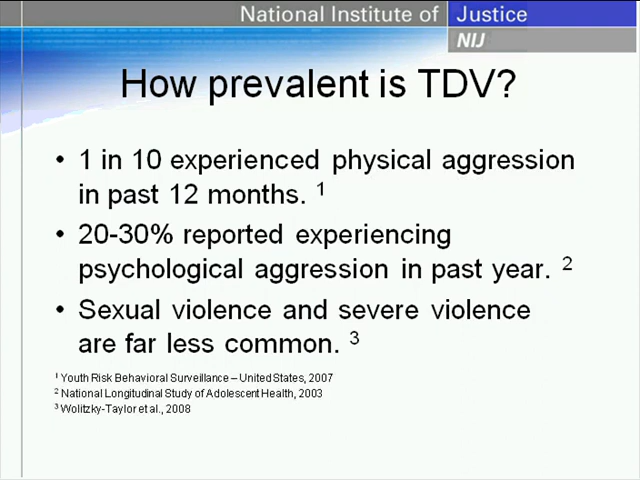 National Institute of Justice
NIJ
How prevalent is TDV?
• 1 in 10 experienced physical aggression
in past 12 months. 1
• 20-30% reported experiencing
psychological aggression in past year. 2
• Sexual violence and severe violence
are far less common. 3
1 Youth Risk Behavioral Surveillance – United States, 2007
2 National Longitudinal Study of Adolescent Health, 2003
3 Wolitzky-Taylor et al., 2008